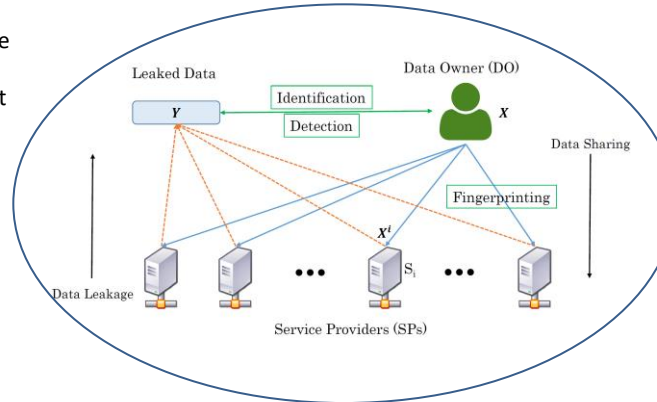 e
t
Leaked Data
Data Owner (DO)
Identification
Y
X
Detection
Data Sharing
Fingerprinting
Xⁱ
Sᵢ
Data Leakage
Service Providers (SPs)